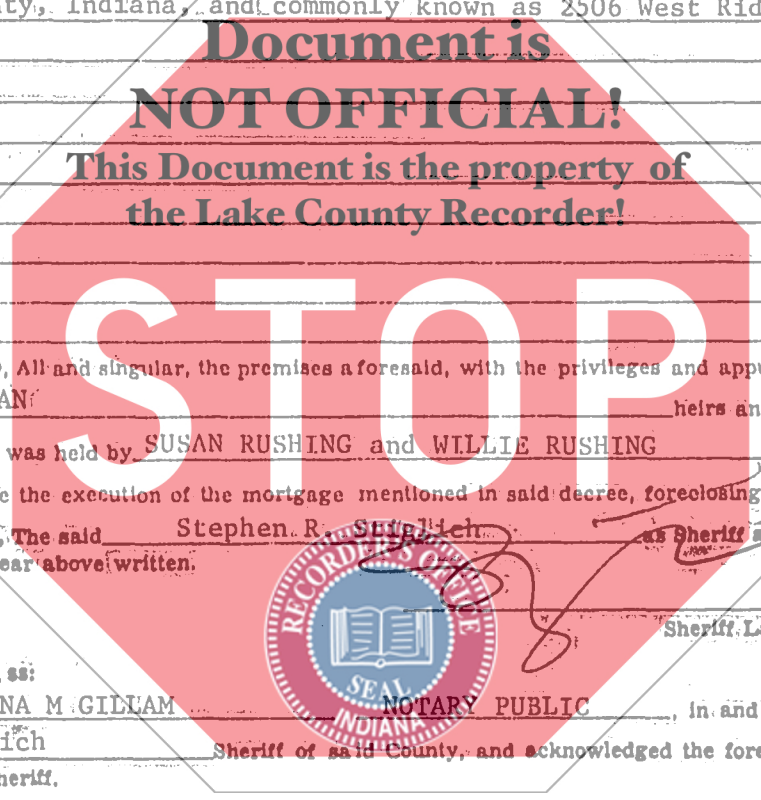 nty, Indiana, and commonly known as 2506 West Rid
Document is
NOT OFFICIAL!
This Document is the property of
the Lake County Recorder!
STOP
, All and singular, the premises aforesaid, with the privileges and appu
AN
heirs an
was held by SUSAN RUSHING and WILLIE RUSHING
e the execution of the mortgage mentioned in said decree, foreclosing
The said Stephen R. Stiglich as Sheriff
ear above written.
RECORDER'S OFFICE
SEAL
INDIANA
Sheriff L
ss:
NA M GILLAM NOTARY PUBLIC, in and
ich Sheriff of said County, and acknowledged the fore
heriff.